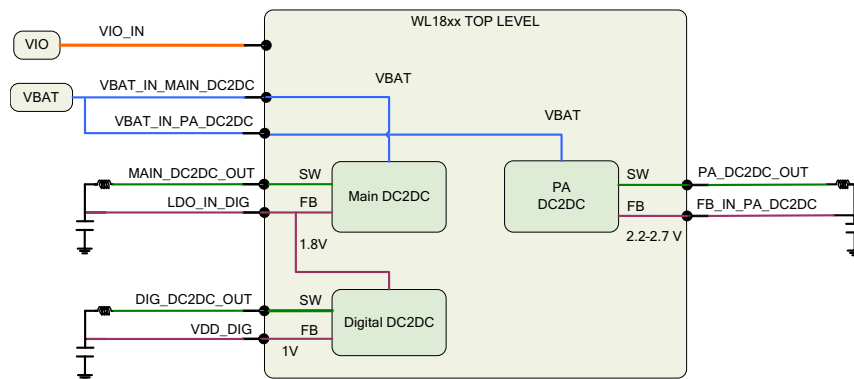 WL18xx TOP LEVEL
VIO
VIO_IN
VBAT
VBAT_IN_MAIN_DC2DC
VBAT
VBAT_IN_PA_DC2DC
VBAT
MAIN_DC2DC_OUT
SW
Main DC2DC
LDO_IN_DIG
FB
1.8V
PA
DC2DC
SW
PA_DC2DC_OUT
FB
FB_IN_PA_DC2DC
2.2-2.7 V
DIG_DC2DC_OUT
SW
Digital DC2DC
VDD_DIG
FB
1V